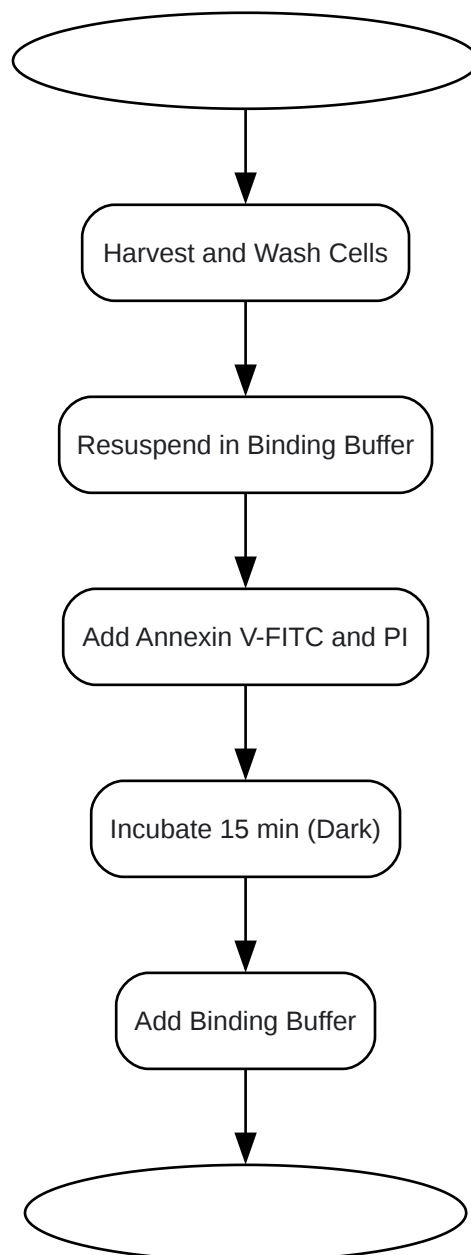 Harvest and Wash Cells
Resuspend in Binding Buffer
Add Annexin V-FITC and PI
Incubate 15 min (Dark)
Add Binding Buffer